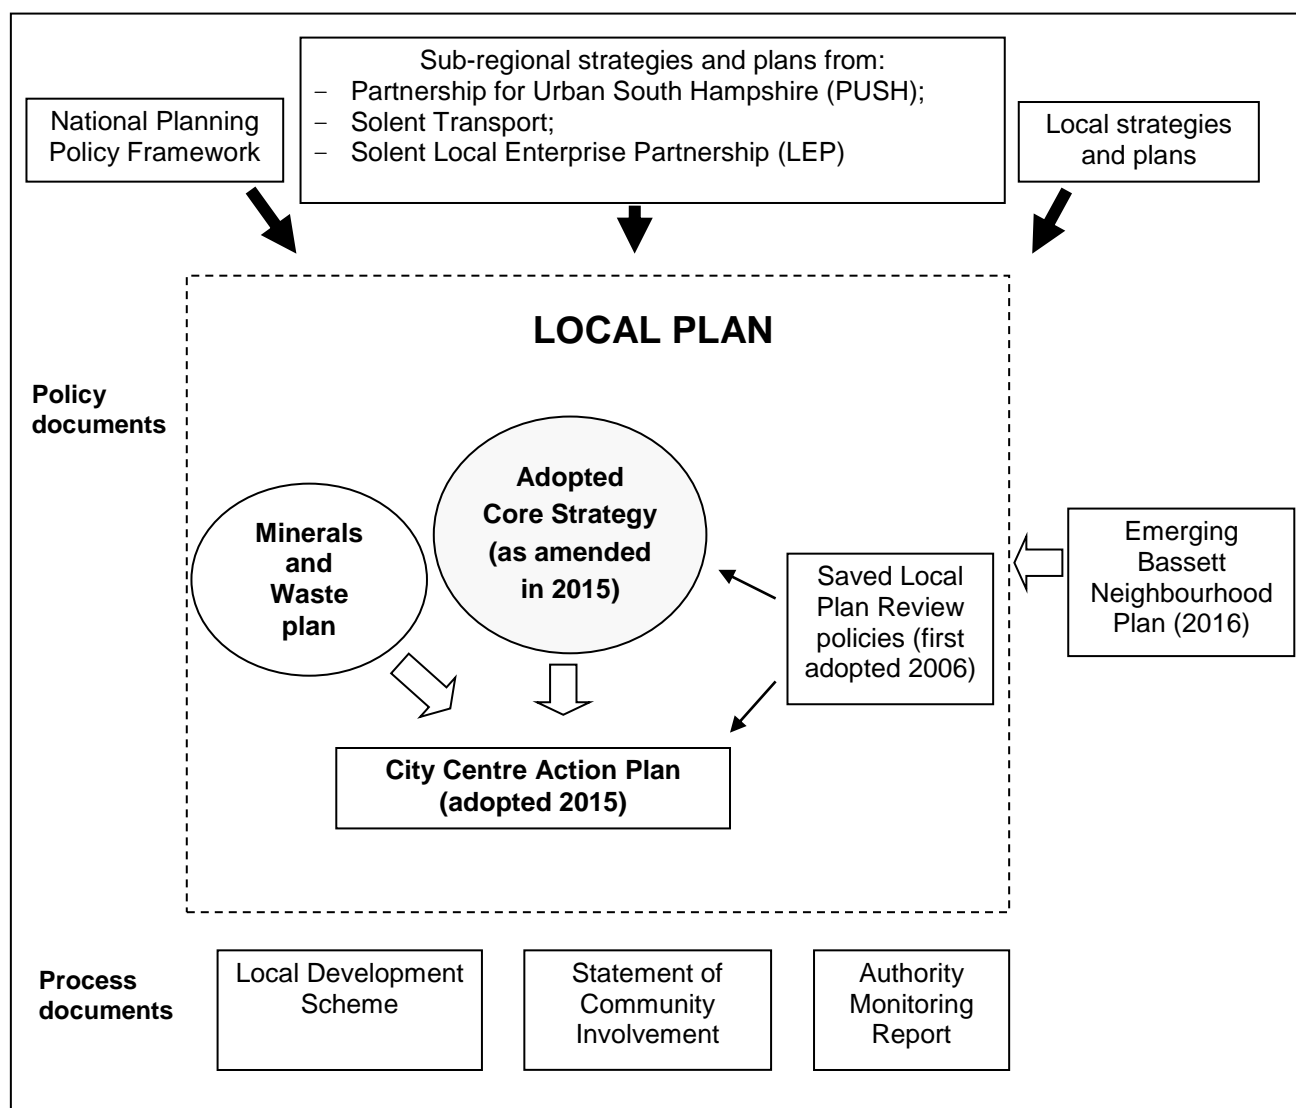 Sub-regional strategies and plans from:
– Partnership for Urban South Hampshire (PUSH);
– Solent Transport;
– Solent Local Enterprise Partnership (LEP)
National Planning
Policy Framework
Local strategies
and plans
LOCAL PLAN
Policy
documents
Adopted
Core Strategy
(as amended
in 2015)
Minerals
and
Waste
plan
Saved Local
Plan Review
policies (first
adopted 2006)
Emerging
Bassett
Neighbourhood
Plan (2016)
City Centre Action Plan
(adopted 2015)
Process
documents
Local Development
Scheme
Statement of
Community
Involvement
Authority
Monitoring
Report